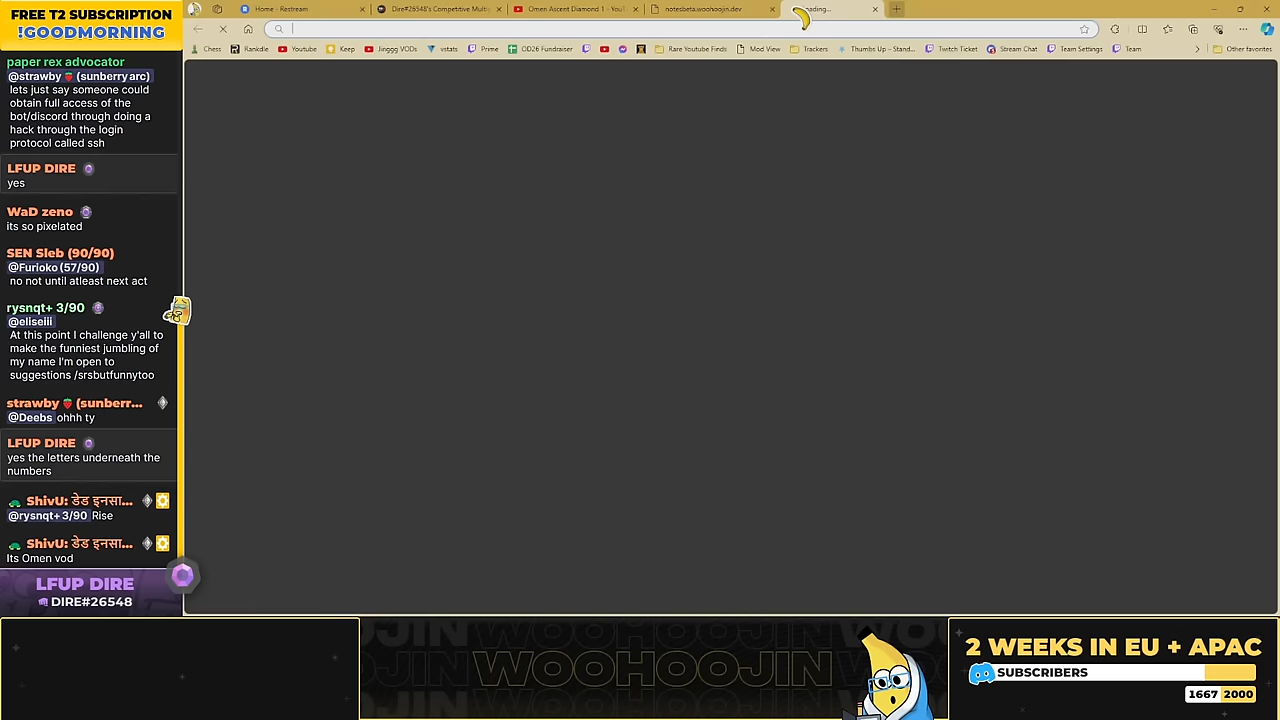 FREE T2 SUBSCRIPTION
!GOODMORNING
paper rex advocator
@strawby (sunberry arc)
lets just say someone could
obtain full access of the
bot/discord through doing a
hack through the login
protocol called ssh
LFUP DIRE
yes
WaD zeno
its so pixelated
SEN Sleb (90/90)
@Furioko (57/90)
no not until atleast next act
rysnqt+ 3/90
@eliseiii
At this point I challenge y'all to
make the funniest jumbling of
my name I'm open to
suggestions /srsbutfunnytoo
strawby (sunberr...
@Deebs ohhh ty
LFUP DIRE
yes the letters underneath the
numbers
ShivU: डेड इनसा...
@rysnqt+ 3/90 Rise
ShivU: डेड इनसा...
Its Omen vod
LFUP DIRE
DIRE#26548
Home - Restream
Dire#26548's Competitive Mult
Omen Ascent Diamond 1 - YouT
notesbeta.woohoojin.dev
ading...
Chess
Rankdle
Youtube
Keep
Jinggg VODs
vstats
Prime
OD26 Fundraiser
Rare Youtube Finds
Mod View
Trackers
Thumbs Up – Stand...
Twitch Ticket
Stream Chat
Team Settings
Team
Other favorites
WOOHOOJIN
2 WEEKS IN EU + APAC
SUBSCRIBERS
1667 2000